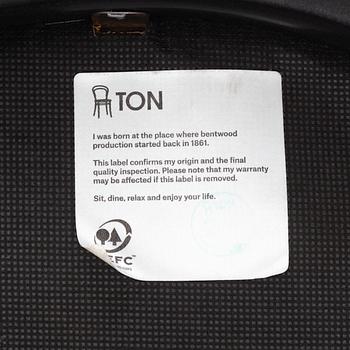 TON
I was born at the place where bentwood
production started back in 1861.
This label confirms my origin and the final
quality inspection. Please note that my warranty
may be affected if this label is removed.
Sit, dine, relax and enjoy your life.
EFC™